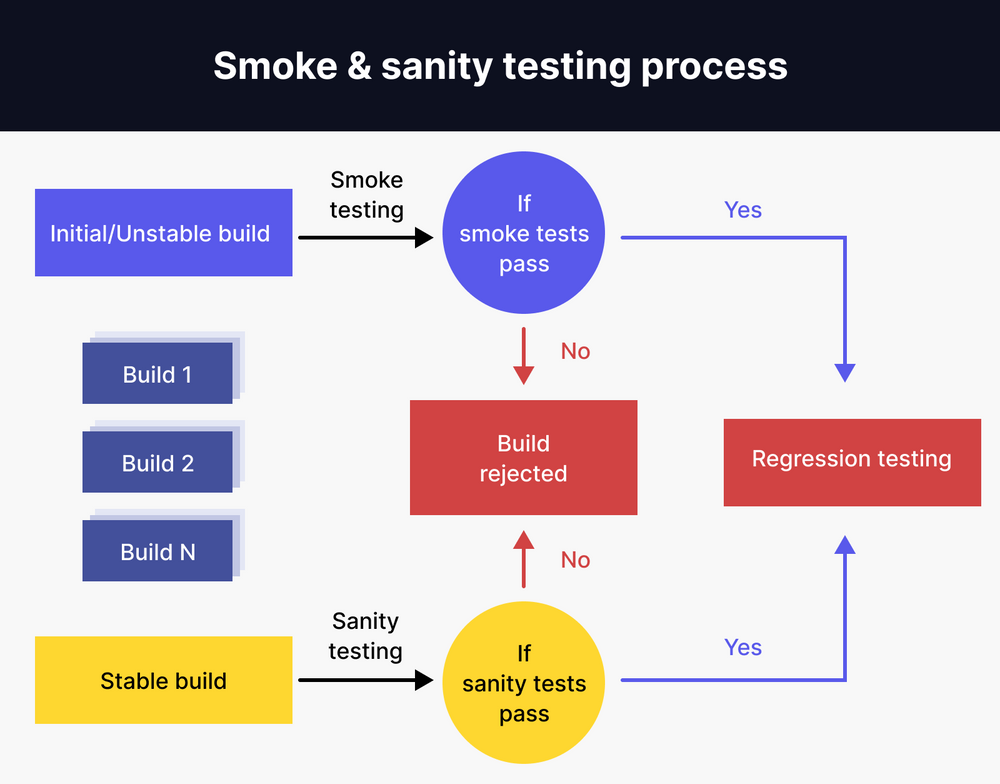 Smoke & sanity testing process
Smoke
testing
Initial/Unstable build
If
smoke tests
pass
Yes
No
Build 1
Build 2
Build N
Build
rejected
Regression testing
No
Sanity
testing
Stable build
If
sanity tests
pass
Yes